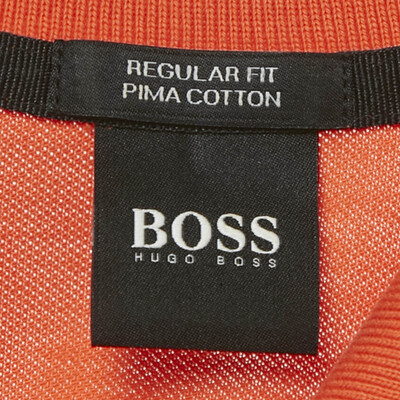 REGULAR FIT
PIMA COTTON
BOSS
HUGO BOSS